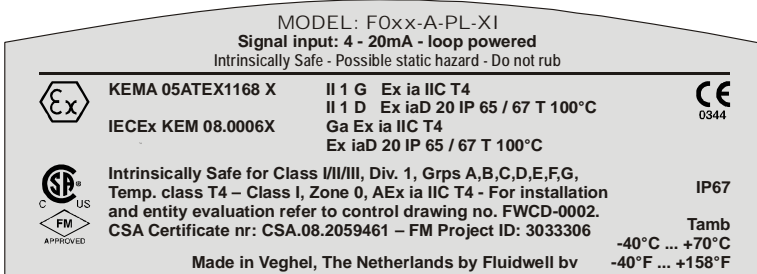 MODEL: F0xx-A-PL-XI
Signal input: 4 - 20mA - loop powered
Intrinsically Safe - Possible static hazard - Do not rub
Ex
KEMA 05ATEX1168 X II 1 G Ex ia IIC T4
II 1 D Ex iaD 20 IP 65 / 67 T 100°C
IECEx KEM 08.0006X Ga Ex ia IIC T4
Ex iaD 20 IP 65 / 67 T 100°C
CE
0344
SA
C US
FM
APPROVED
Intrinsically Safe for Class I/II/III, Div. 1, Grps A,B,C,D,E,F,G,
Temp. class T4 – Class I, Zone 0, AEx ia IIC T4 - For installation
and entity evaluation refer to control drawing no. FWCD-0002.
CSA Certificate nr: CSA.08.2059461 – FM Project ID: 3033306
IP67
Tamb
-40°C ... +70°C
Made in Veghel, The Netherlands by Fluidwell bv -40°F ... +158°F